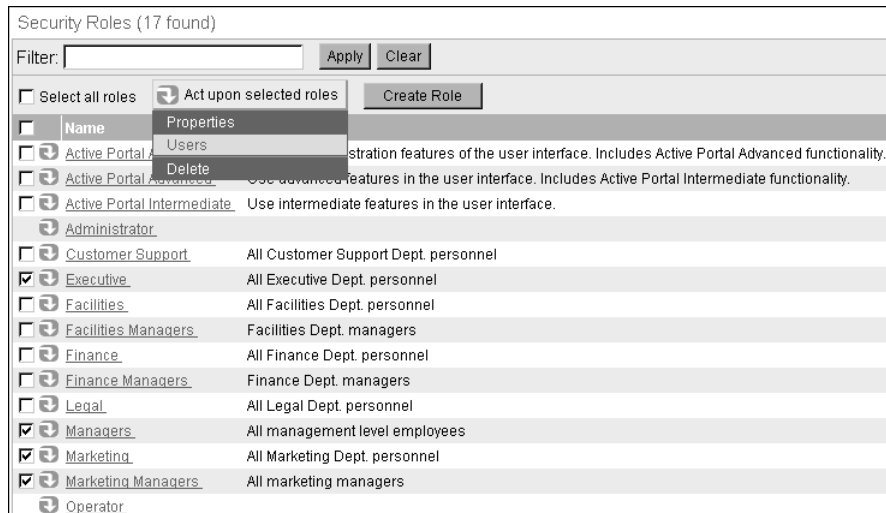 Security Roles (17 found)
Filter: Apply Clear
Select all roles Act upon selected roles Create Role
Name Properties
Users
Active Portal A stration features of the user interface. Includes Active Portal Advanced functionality.
Delete
Active Portal Advanced Use advanced features in the user interface. Includes Active Portal Intermediate functionality.
Active Portal Intermediate Use intermediate features in the user interface.
Administrator
Customer Support All Customer Support Dept. personnel
Executive All Executive Dept. personnel
Facilities All Facilities Dept. personnel
Facilities Managers Facilities Dept. managers
Finance All Finance Dept. personnel
Finance Managers Finance Dept. managers
Legal All Legal Dept. personnel
Managers All management level employees
Marketing All Marketing Dept. personnel
Marketing Managers All marketing managers
Operator